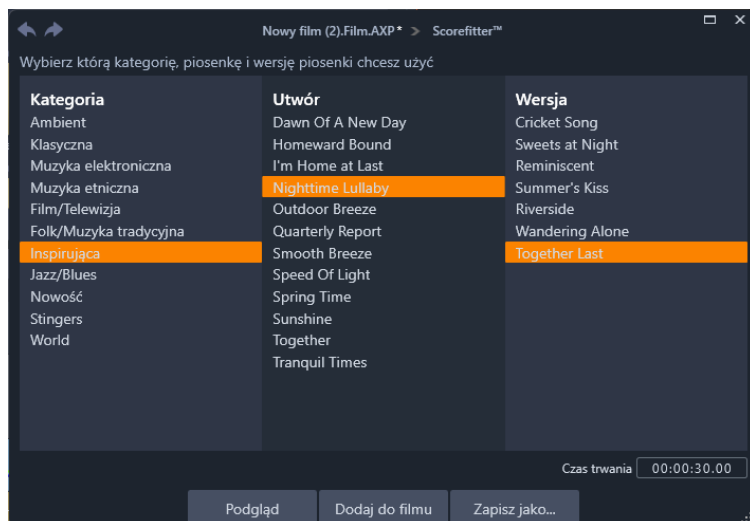 Nowy film (2).Film.AXP* > Scorefitter™
Wybierz którą kategorię, piosenkę i wersję piosenki chcesz użyć
Kategoria
Ambient
Klasyczna
Muzyka elektroniczna
Muzyka etniczna
Film/Telewizja
Folk/Muzyka tradycyjna
Inspirująca
Jazz/Blues
Nowość
Stingers
World
Utwór
Dawn Of A New Day
Homeward Bound
I'm Home at Last
Nighttime Lullaby
Outdoor Breeze
Quarterly Report
Smooth Breeze
Speed Of Light
Spring Time
Sunshine
Together
Tranquil Times
Wersja
Cricket Song
Sweets at Night
Reminiscent
Summer's Kiss
Riverside
Wandering Alone
Together Last
Czas trwania 00:00:30.00
Podgląd Dodaj do filmu Zapisz jako...